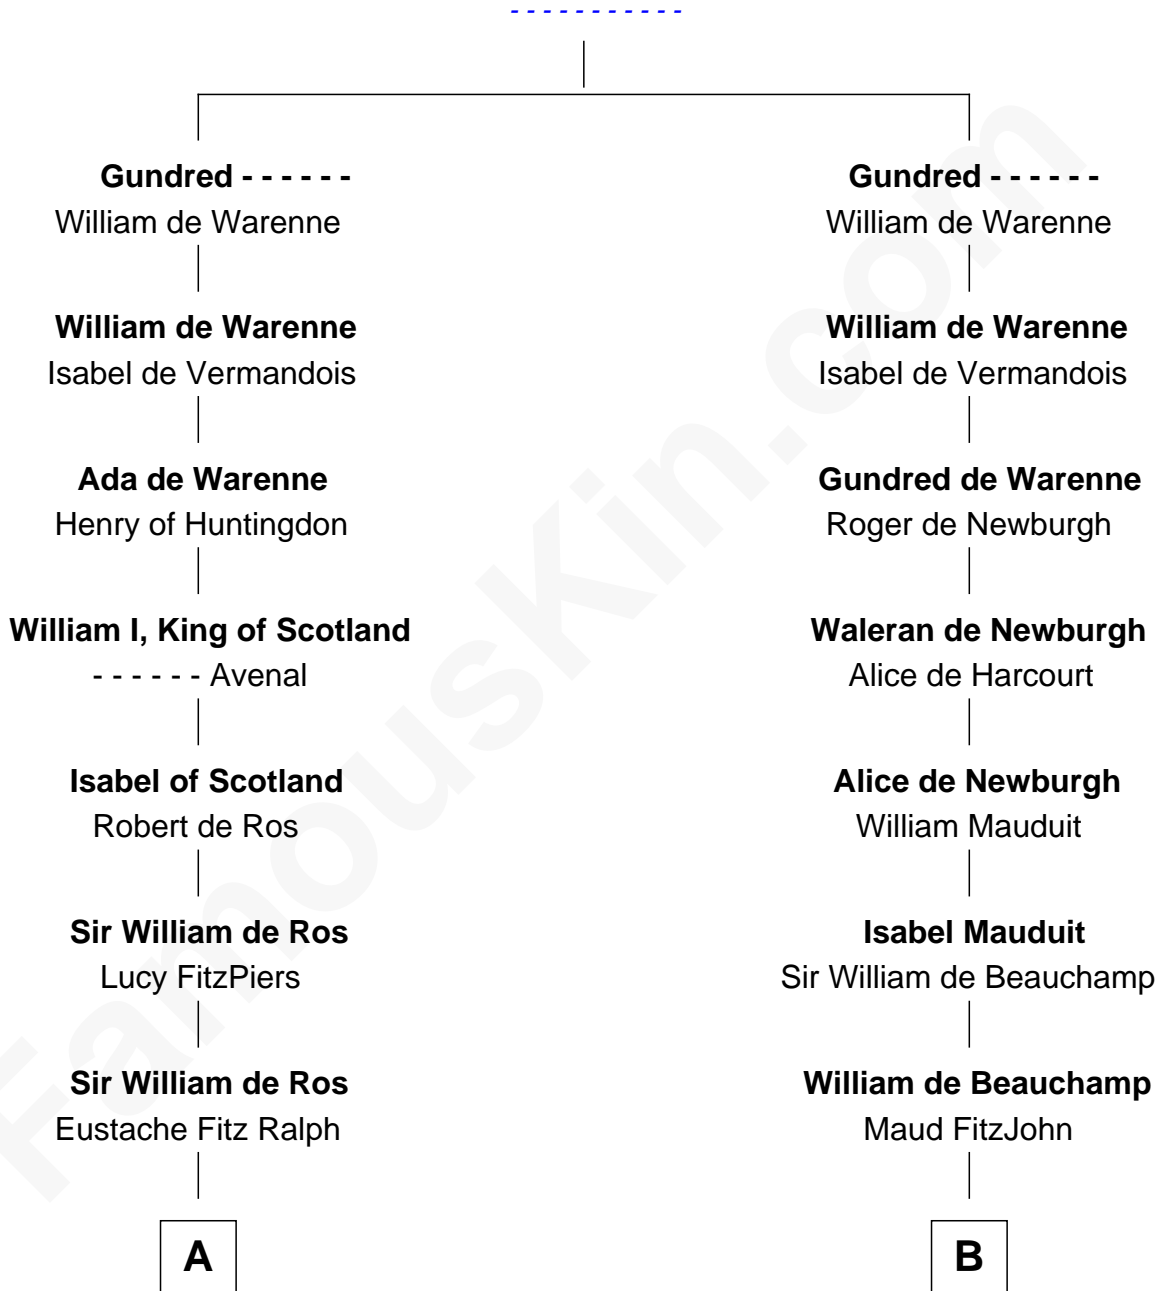 - - - - - - - - - - -
Gundred - - - - - -
William de Warenne
William de Warenne
Isabel de Vermandois
Ada de Warenne
Henry of Huntingdon
William I, King of Scotland
- - - - - - Avenal
Isabel of Scotland
Robert de Ros
Sir William de Ros
Lucy FitzPiers
Sir William de Ros
Eustache Fitz Ralph
A
Gundred - - - - - -
William de Warenne
William de Warenne
Isabel de Vermandois
Gundred de Warenne
Roger de Newburgh
Waleran de Newburgh
Alice de Harcourt
Alice de Newburgh
William Mauduit
Isabel Mauduit
Sir William de Beauchamp
William de Beauchamp
Maud FitzJohn
B
FamousKin.com